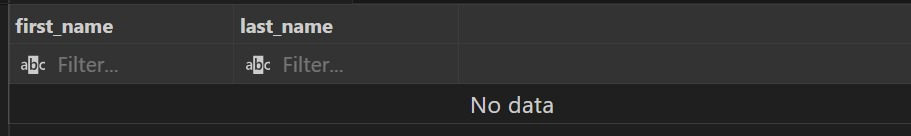 first_name last_name
abc Filter... abc Filter...
No data